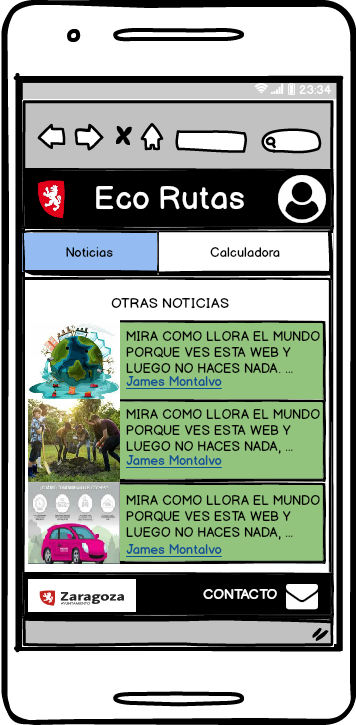 23:34
Eco Rutas
Noticias
Calculadora
OTRAS NOTICIAS
MIRA COMO LLORA EL MUNDO
PORQUE VES ESTA WEB Y
LUEGO NO HACES NADA. ...
James Montalvo
MIRA COMO LLORA EL MUNDO
PORQUE VES ESTA WEB Y
LUEGO NO HACES NADA, ...
James Montalvo
MIRA COMO LLORA EL MUNDO
PORQUE VES ESTA WEB Y
LUEGO NO HACES NADA, ...
James Montalvo
Zaragoza
AYUNTAMIENTO
CONTACTO